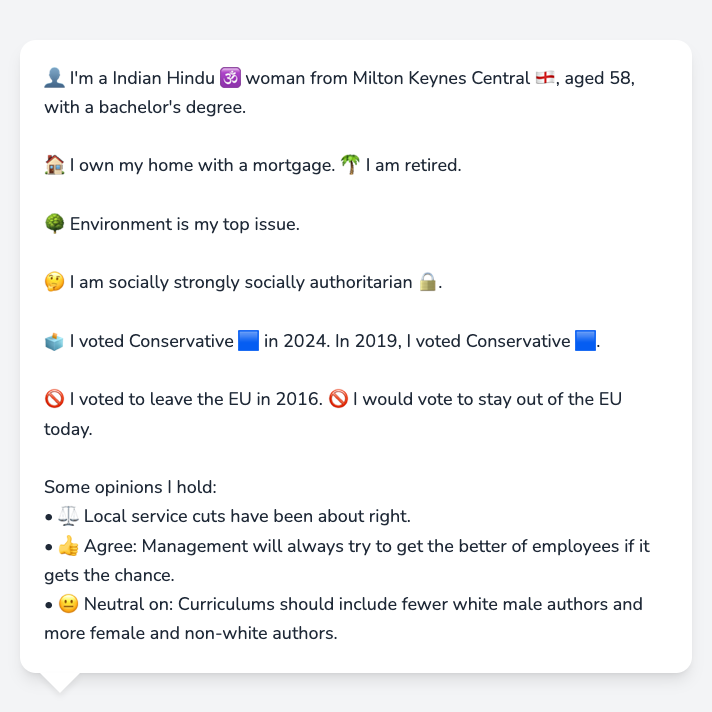 👤 I'm a Indian Hindu 🕉️ woman from Milton Keynes Central 🏴󠁧󠁢󠁥󠁮󠁧󠁿, aged 58,
with a bachelor's degree.
🏠 I own my home with a mortgage. 🌴 I am retired.
🌳 Environment is my top issue.
🤔 I am socially strongly socially authoritarian 🔒.
🗳️ I voted Conservative 🟦 in 2024. In 2019, I voted Conservative 🟦.
🚫 I voted to leave the EU in 2016. 🚫 I would vote to stay out of the EU
today.
Some opinions I hold:
• ⚖️ Local service cuts have been about right.
• 👍 Agree: Management will always try to get the better of employees if it
gets the chance.
• 😐 Neutral on: Curriculums should include fewer white male authors and
more female and non-white authors.